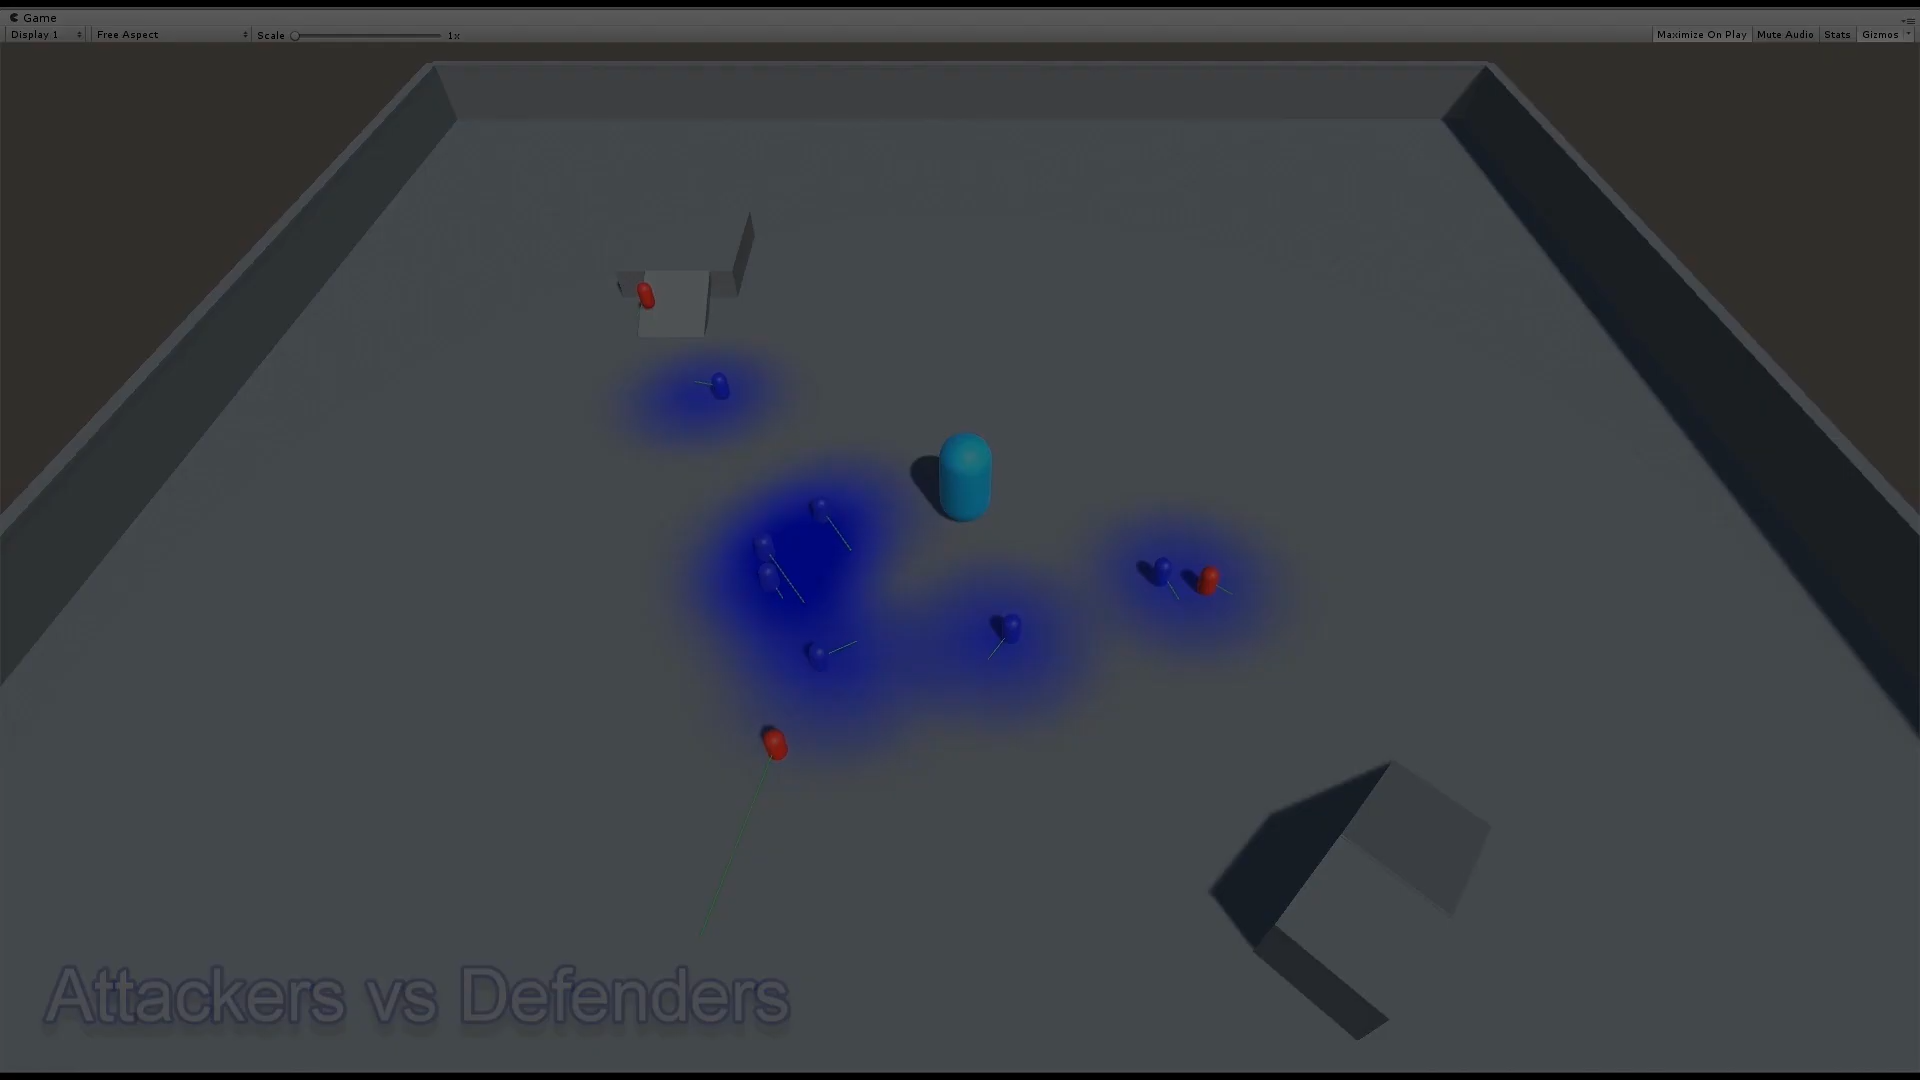 Game
Display 1 Free Aspect Scale 1x Maximize On Play Mute Audio Stats Gizmos
Attackers vs Defenders